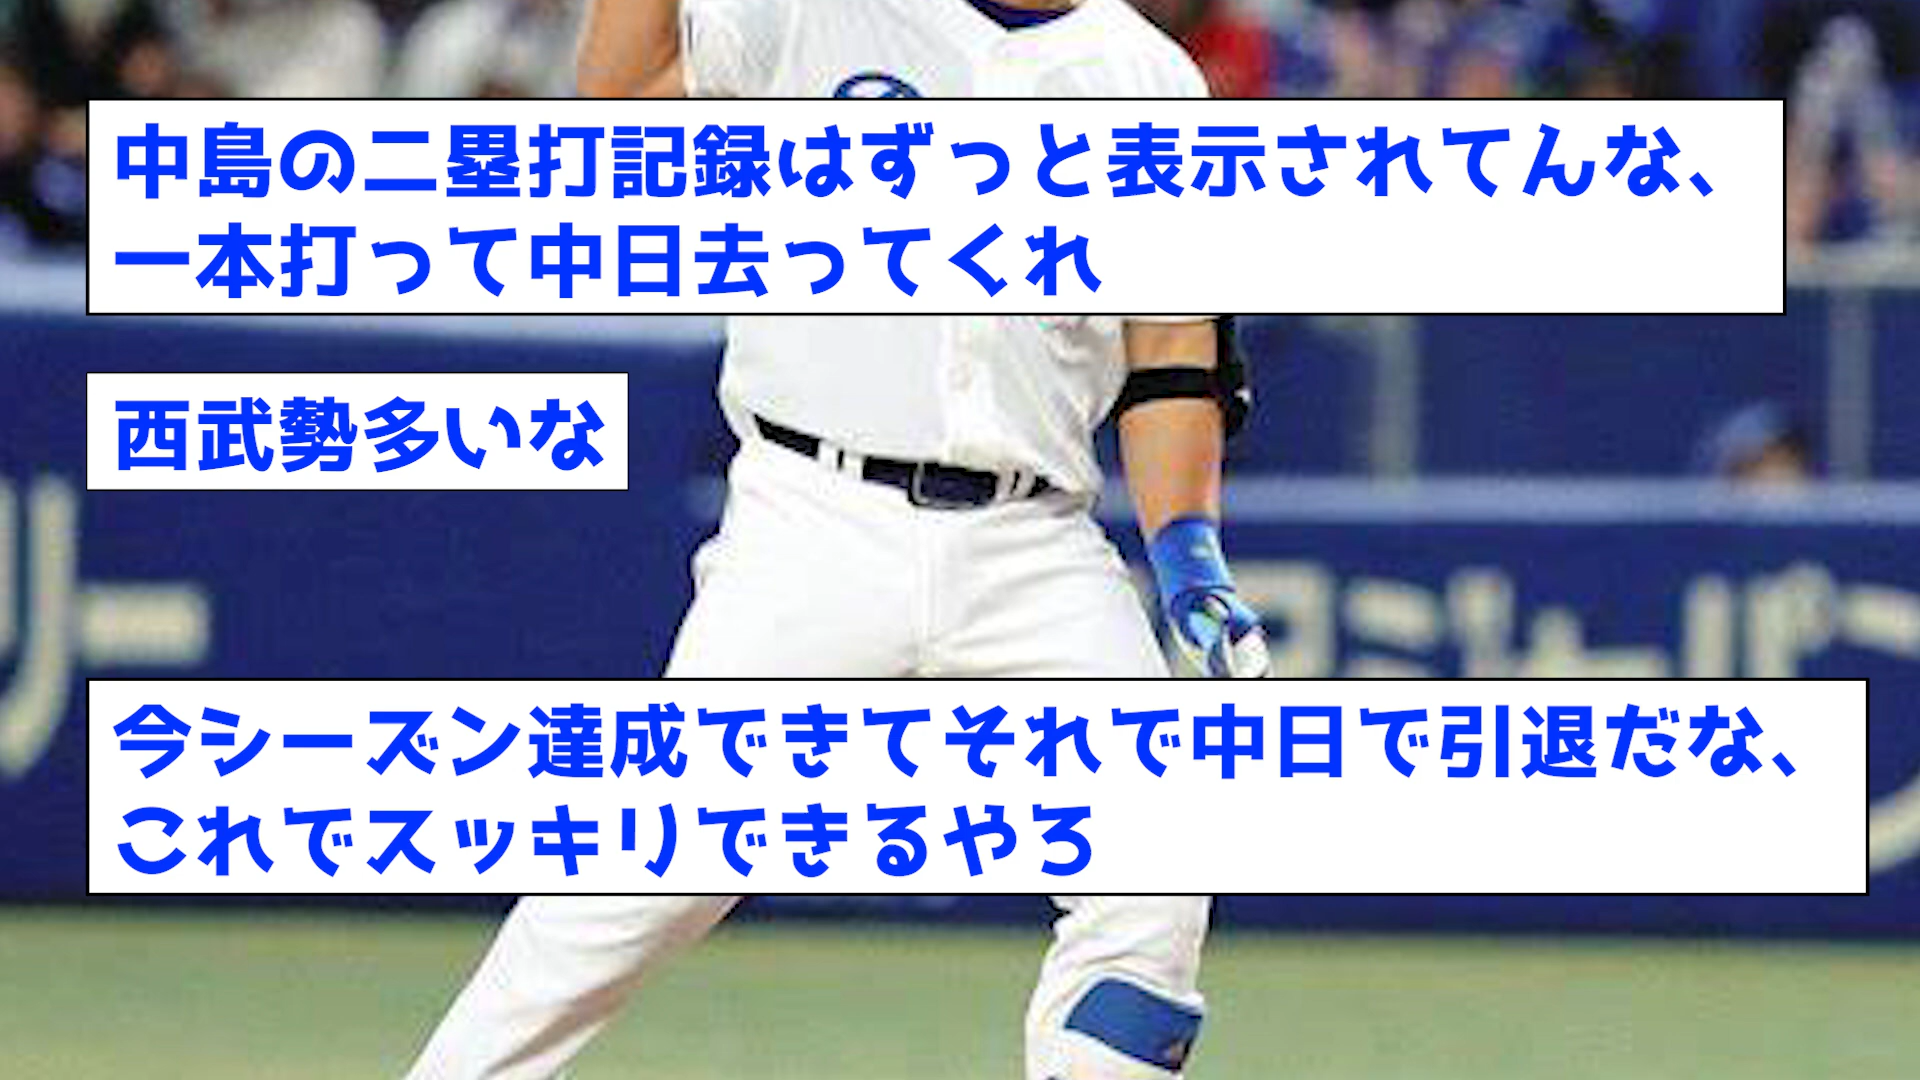 中島の二塁打記録はずっと表示されてんな、
一本打って中日去ってくれ
西武勢多いな
今シーズン達成できてそれで中日で引退だな、
これでスッキリできるやろ